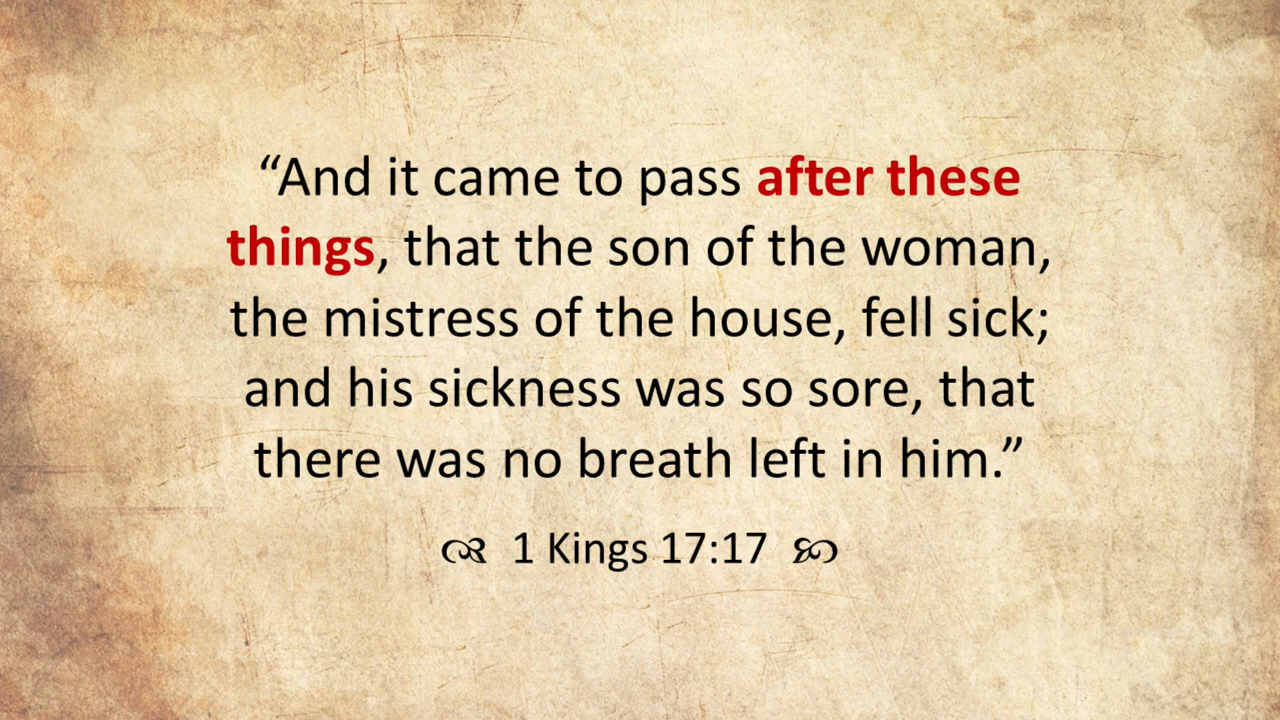 “And it came to pass after these
things, that the son of the woman,
the mistress of the house, fell sick;
and his sickness was so sore, that
there was no breath left in him.”
1 Kings 17:17